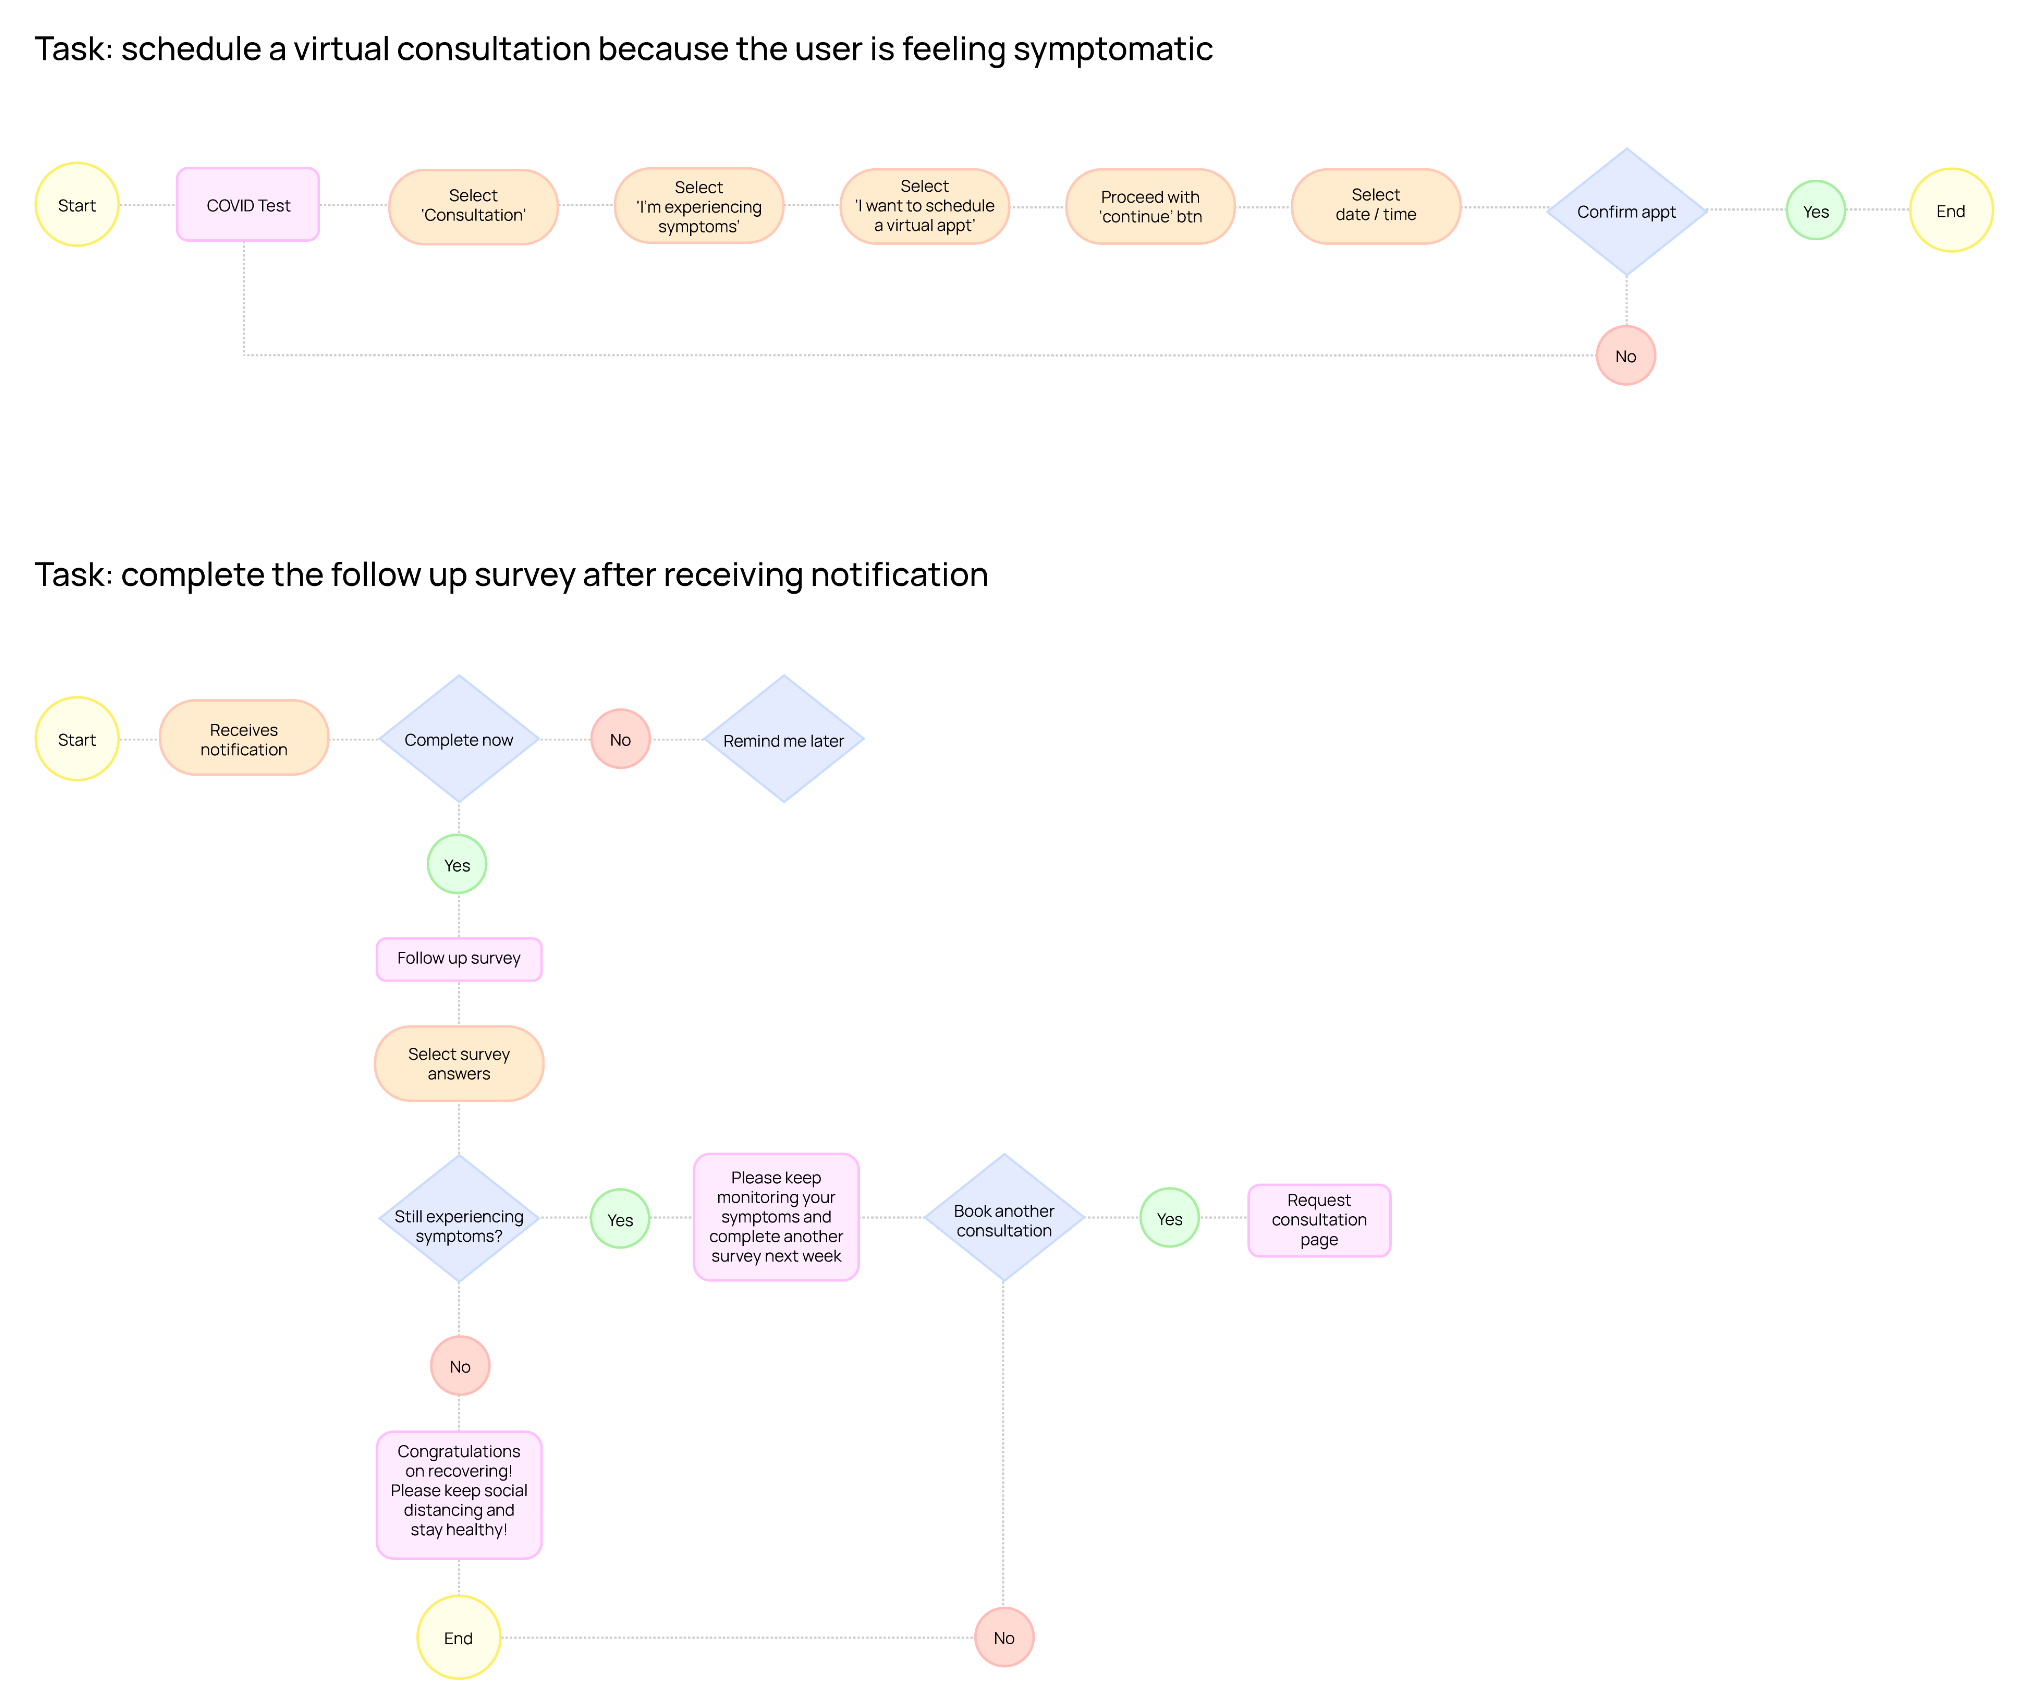 Task: schedule a virtual consultation because the user is feeling symptomatic
Start
COVID Test
Select
'Consultation'
Select
'I'm experiencing
symptoms'
Select
'I want to schedule
a virtual appt'
Proceed with
'continue' btn
Select
date / time
Confirm appt
Yes
End
No
Task: complete the follow up survey after receiving notification
Start
Receives
notification
Complete now
No
Remind me later
Yes
Follow up survey
Select survey
answers
Still experiencing
symptoms?
Yes
Please keep
monitoring your
symptoms and
complete another
survey next week
Book another
consultation
Yes
Request
consultation
page
No
Congratulations
on recovering!
Please keep social
distancing and
stay healthy!
End
No